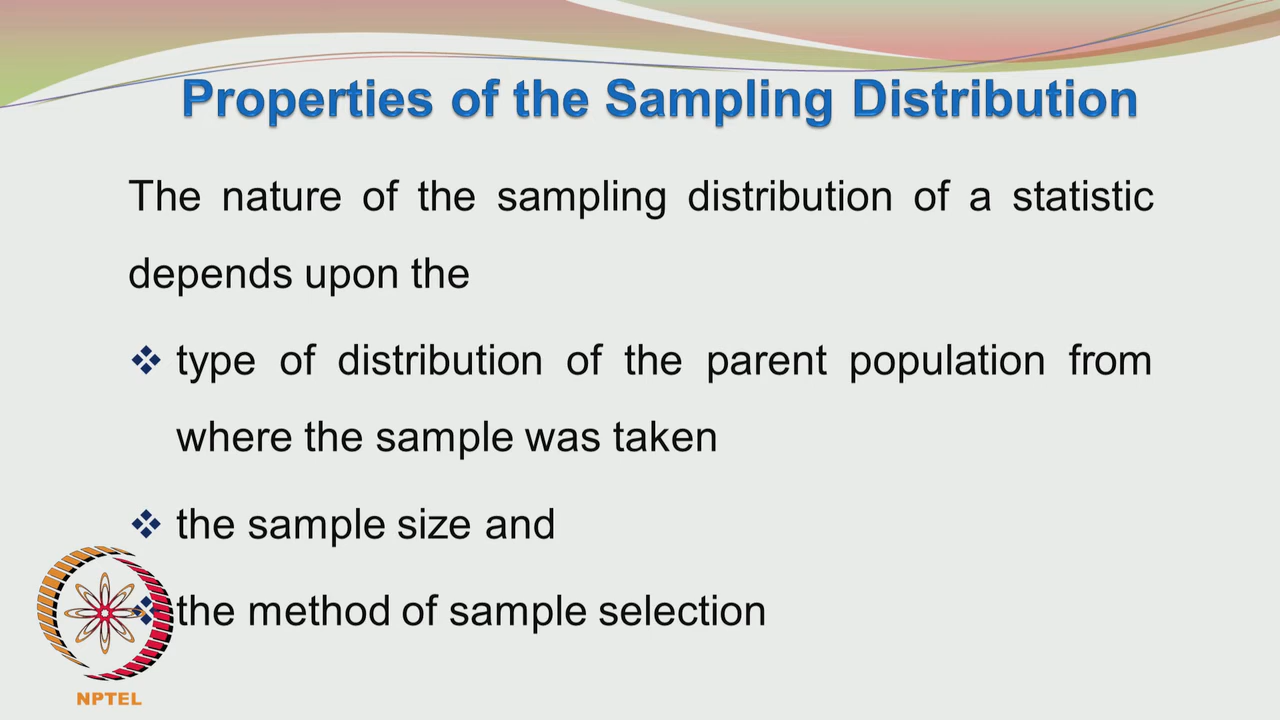 Properties of the Sampling Distribution
The nature of the sampling distribution of a statistic
depends upon the
❖ type of distribution of the parent population from
where the sample was taken
❖ the sample size and
❖ the method of sample selection
NPTEL